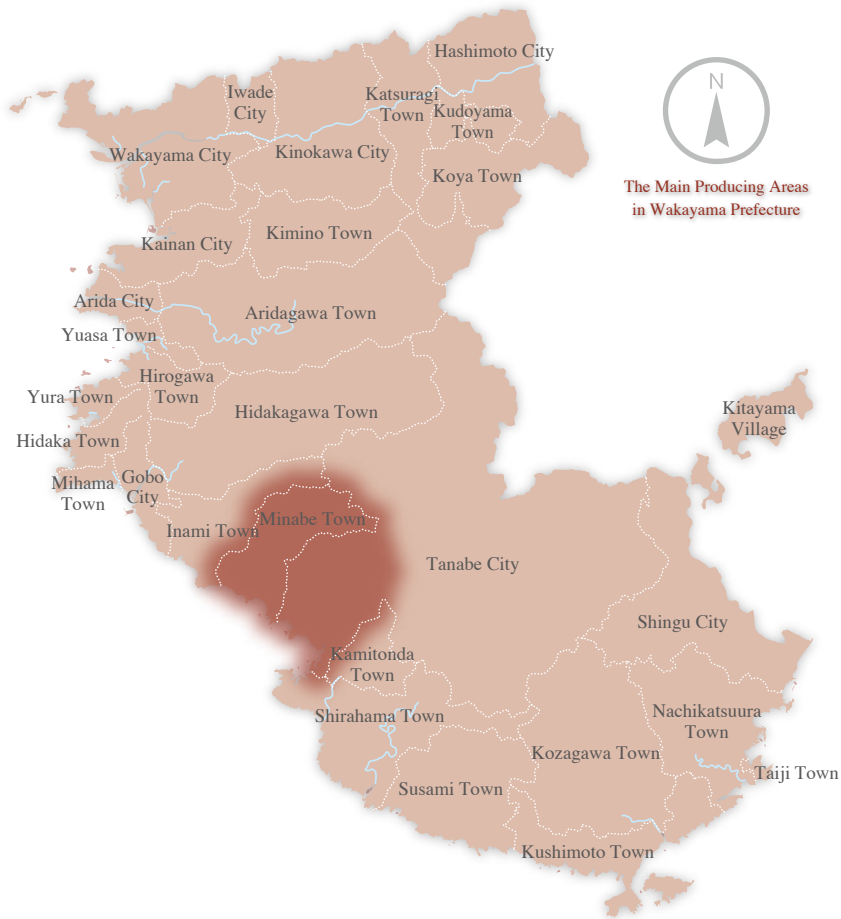 Hashimoto City
N
Iwade
City
Katsuragi
Town
Kudoyama
Town
Wakayama City
Kinokawa City
Koya Town
The Main Producing Areas
in Wakayama Prefecture
Kainan City
Kimino Town
Arida City
Aridagawa Town
Yuasa Town
Hirogawa
Town
Yura Town
Hidakagawa Town
Kitayama
Village
Hidaka Town
Mihama
Town
Gobo
City
Inami Town
Minabe Town
Tanabe City
Shingu City
Kamitonda
Town
Shirahama Town
Nachikatsuura
Town
Kozagawa Town
Taiji Town
Susami Town
Kushimoto Town